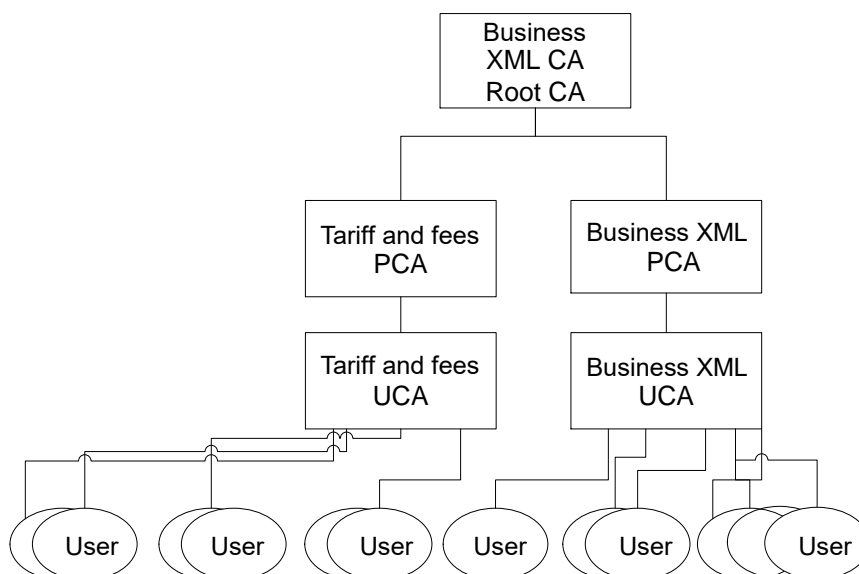 Business
XML CA
Root CA
Tariff and fees
PCA
Business XML
PCA
Tariff and fees
UCA
Business XML
UCA
User
User
User
User
User
User